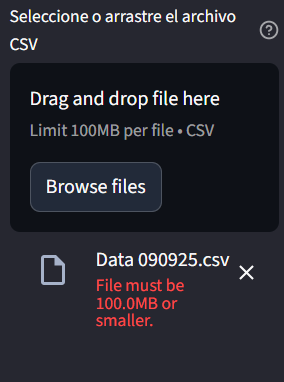 Seleccione o arrastre el archivo
CSV
Drag and drop file here
Limit 100MB per file • CSV
Browse files
Data 090925.csv
File must be
100.0MB or
smaller.